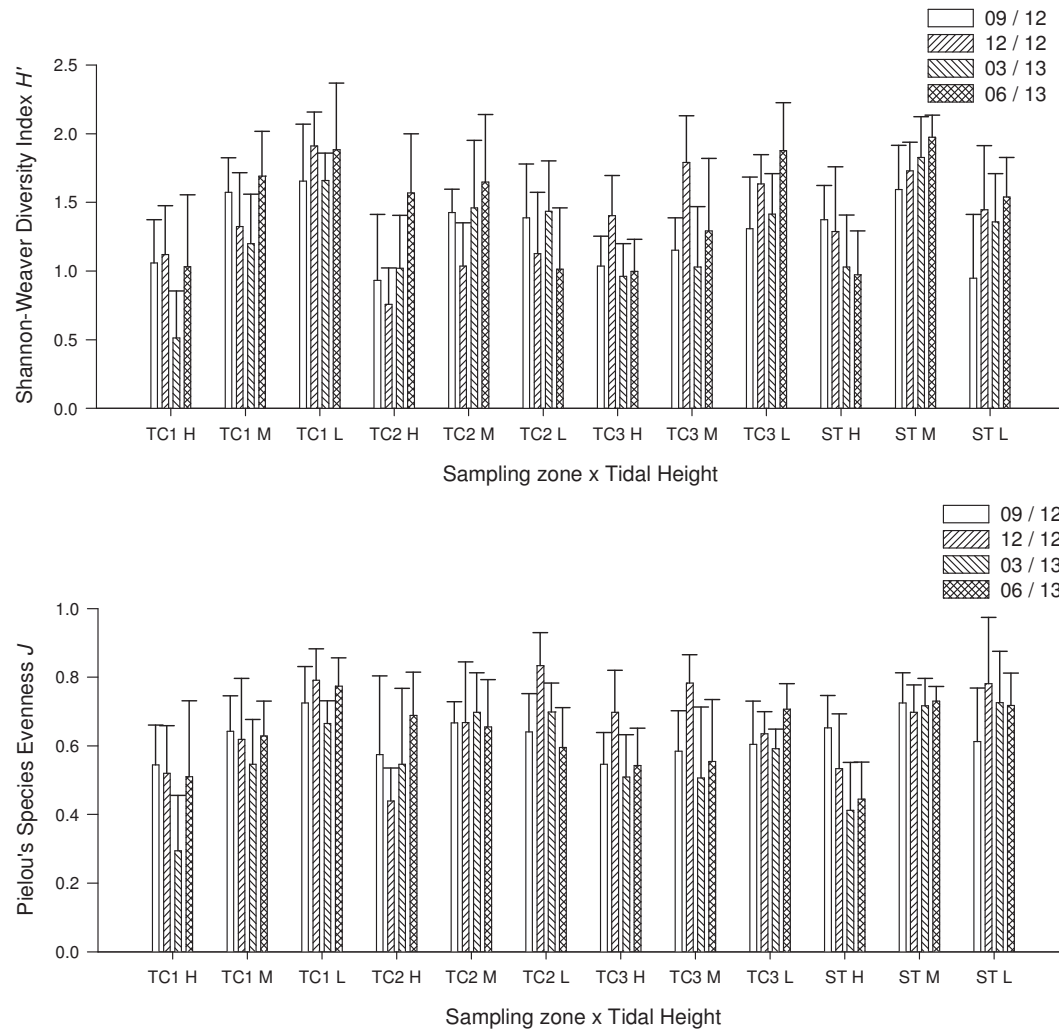 09 / 12
12 / 12
03 / 13
06 / 13
Shannon-Weaver Diversity Index H'
2.5
2.0
1.5
1.0
0.5
0.0
TC1 H TC1 M TC1 L TC2 H TC2 M TC2 L TC3 H TC3 M TC3 L ST H ST M ST L
Sampling zone x Tidal Height
09 / 12
12 / 12
03 / 13
06 / 13
Pielou's Species Evenness J
1.0
0.8
0.6
0.4
0.2
0.0
TC1 H TC1 M TC1 L TC2 H TC2 M TC2 L TC3 H TC3 M TC3 L ST H ST M ST L
Sampling zone x Tidal Height